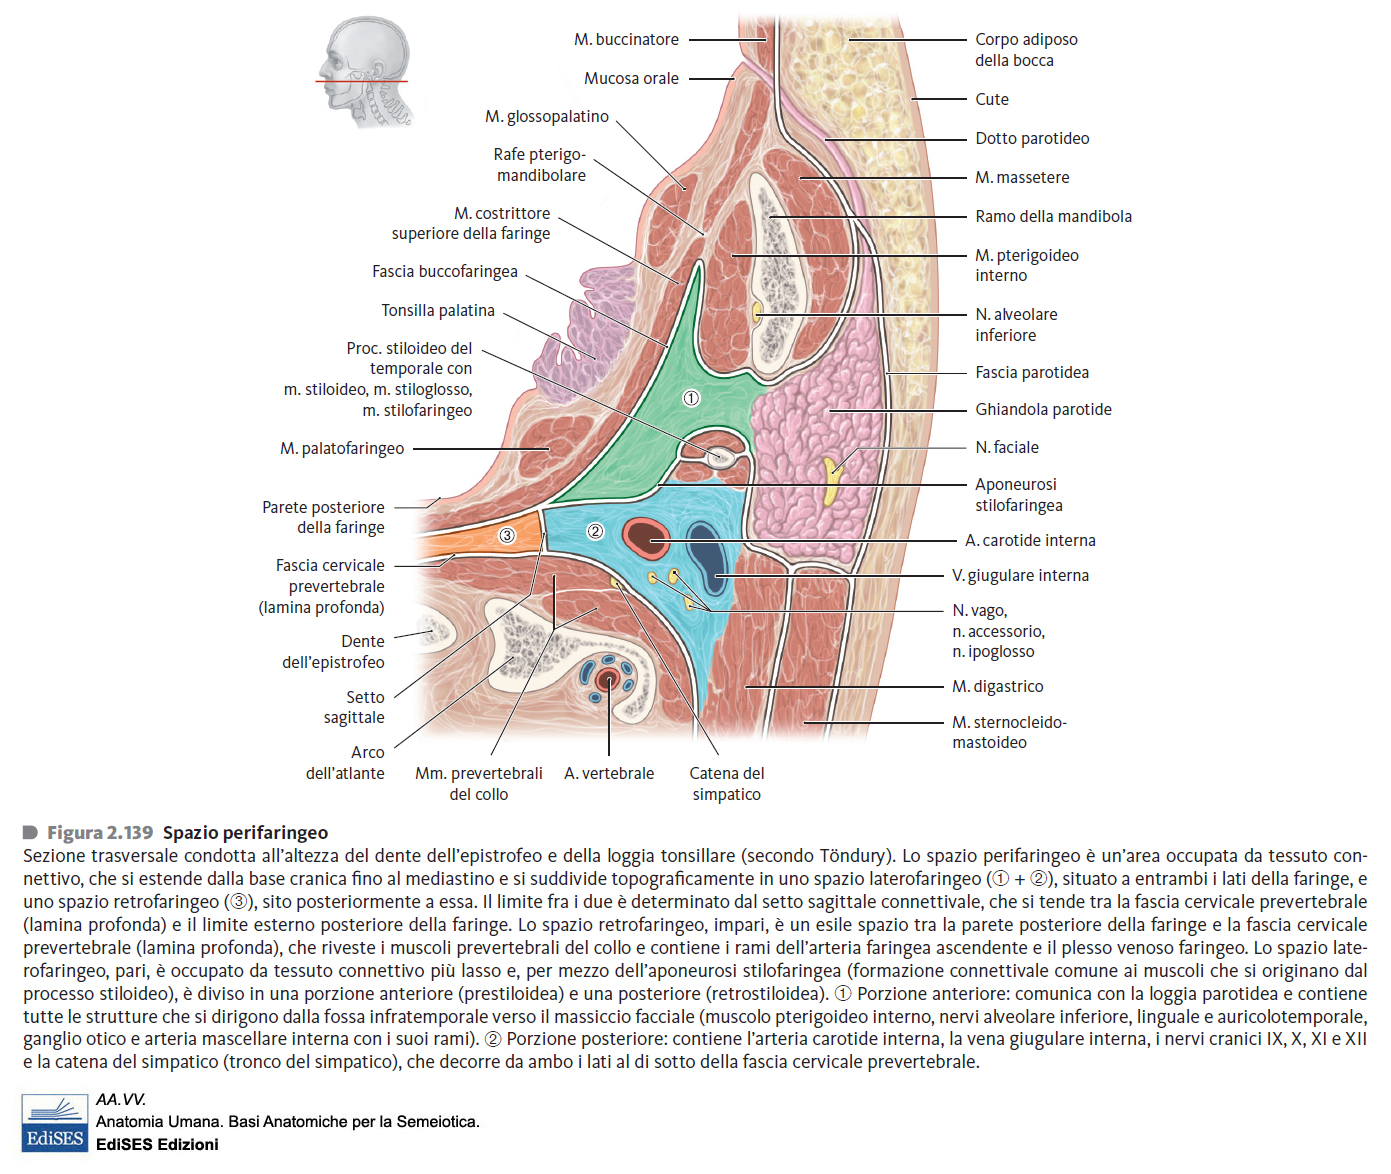 M. buccinatore
Mucosa orale
M. glossopalatino
Rafe pterigo-
mandibolare
M. costrittore
superiore della faringe
Fascia buccofaringea
Tonsilla palatina
Proc. stiloideo del
temporale con
m. stiloideo, m. stiloglosso,
m. stilofaringeo
M. palatofaringeo
Parete posteriore
della faringe
Fascia cervicale
prevertebrale
(lamina profonda)
Dente
dell'epistrofeo
Setto
sagittale
Arco
dell'atlante
Mm. prevertebrali
del collo
A. vertebrale
Catena del
simpatico
Corpo adiposo
della bocca
Cute
Dotto parotideo
M. massetere
Ramo della mandibola
M. pterigoideo
interno
N. alveolare
inferiore
Fascia parotidea
Ghiandola parotide
N. faciale
Aponeurosi
stilofaringea
A. carotide interna
V. giugulare interna
N. vago,
n. accessorio,
n. ipoglosso
M. digastrico
M. sternocleido-
mastoideo
①
②
③
Figura 2.139 Spazio perifaringeo
Sezione trasversale condotta all'altezza del dente dell'epistrofeo e della loggia tonsillare (secondo Töndury). Lo spazio perifaringeo è un'area occupata da tessuto con-
nettivo, che si estende dalla base cranica fino al mediastino e si suddivide topograficamente in uno spazio laterofaringeo (① + ②), situato a entrambi i lati della faringe, e
uno spazio retrofaringeo (③), sito posteriormente a essa. Il limite fra i due è determinato dal setto sagittale connettivale, che si tende tra la fascia cervicale prevertebrale
(lamina profonda) e il limite esterno posteriore della faringe. Lo spazio retrofaringeo, impari, è un esile spazio tra la parete posteriore della faringe e la fascia cervicale
prevertebrale (lamina profonda), che riveste i muscoli prevertebrali del collo e contiene i rami dell'arteria faringea ascendente e il plesso venoso faringeo. Lo spazio late-
rofaringeo, pari, è occupato da tessuto connettivo più lasso e, per mezzo dell'aponeurosi stilofaringea (formazione connettivale comune ai muscoli che si originano dal
processo stiloideo), è diviso in una porzione anteriore (prestiloidea) e una posteriore (retrostiloidea). ① Porzione anteriore: comunica con la loggia parotidea e contiene
tutte le strutture che si dirigono dalla fossa infratemporale verso il massiccio facciale (muscolo pterigoideo interno, nervi alveolare inferiore, linguale e auricolotemporale,
ganglio otico e arteria mascellare interna con i suoi rami). ② Porzione posteriore: contiene l'arteria carotide interna, la vena giugulare interna, i nervi cranici IX, X, XI e XII
e la catena del simpatico (tronco del simpatico), che decorre da ambo i lati al di sotto della fascia cervicale prevertebrale.
EdiSES
AA.VV.
Anatomia Umana. Basi Anatomiche per la Semeiotica.
EdiSES Edizioni